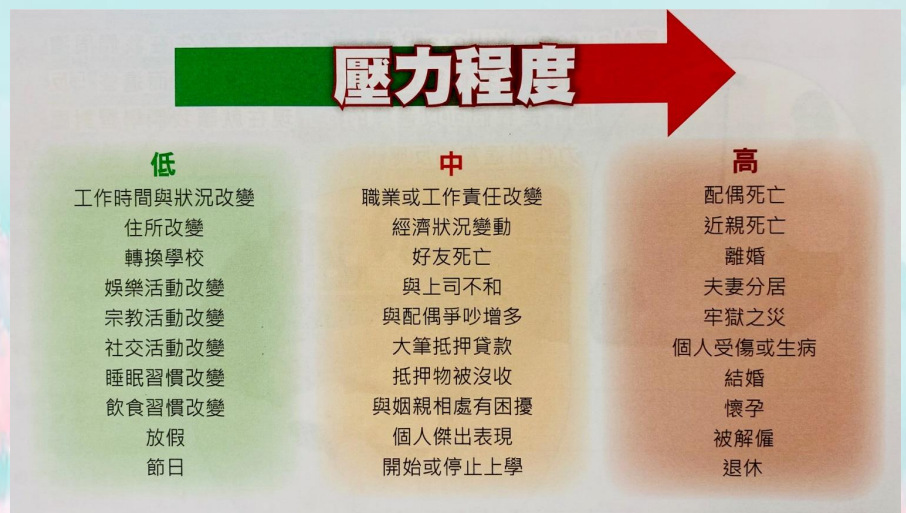 壓力程度
低
工作時間與狀況改變
住所改變
轉換學校
娛樂活動改變
宗教活動改變
社交活動改變
睡眠習慣改變
飲食習慣改變
放假
節日
中
職業或工作責任改變
經濟狀況變動
好友死亡
與上司不和
與配偶爭吵增多
大筆抵押貸款
抵押物被沒收
與姻親相處有困擾
個人傑出表現
開始或停止上學
高
配偶死亡
近親死亡
離婚
夫妻分居
牢獄之災
個人受傷或生病
結婚
懷孕
被解僱
退休